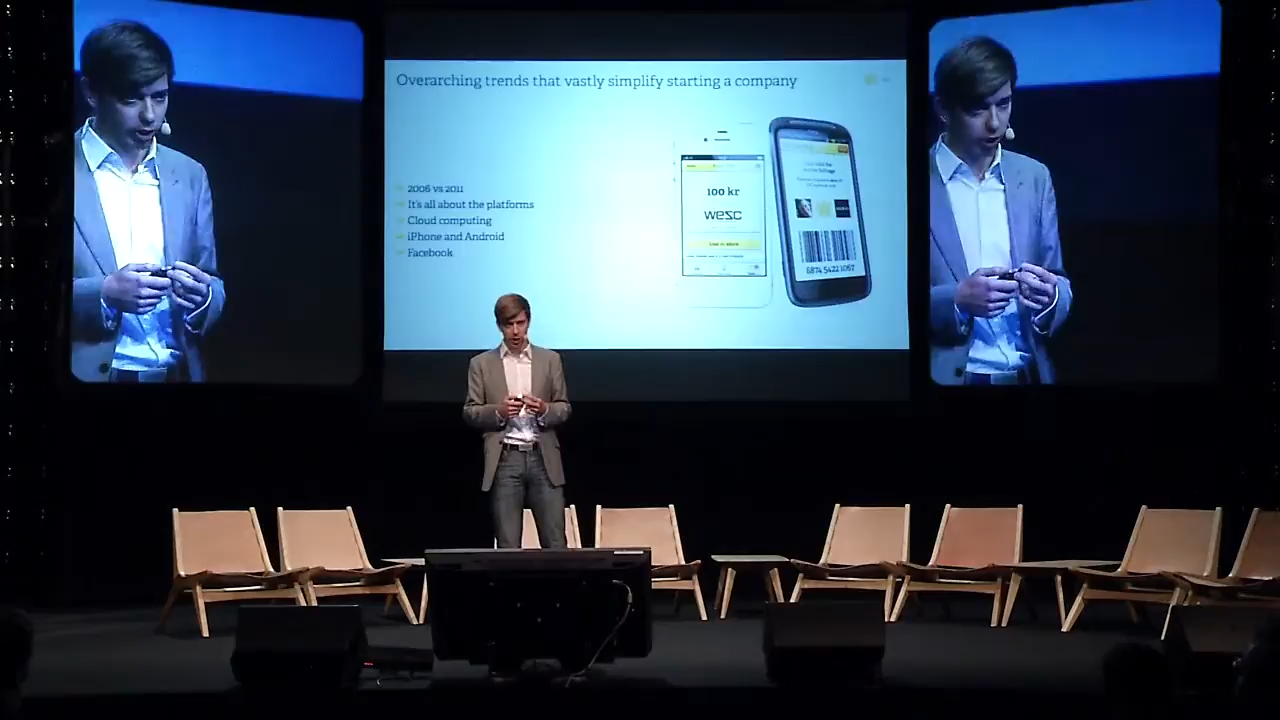 Overarching trends that vastly simplify starting a company
2006 vs 2011
It's all about the platforms
Cloud computing
iPhone and Android
Facebook
100 kr
wesc
6874 5422 1067